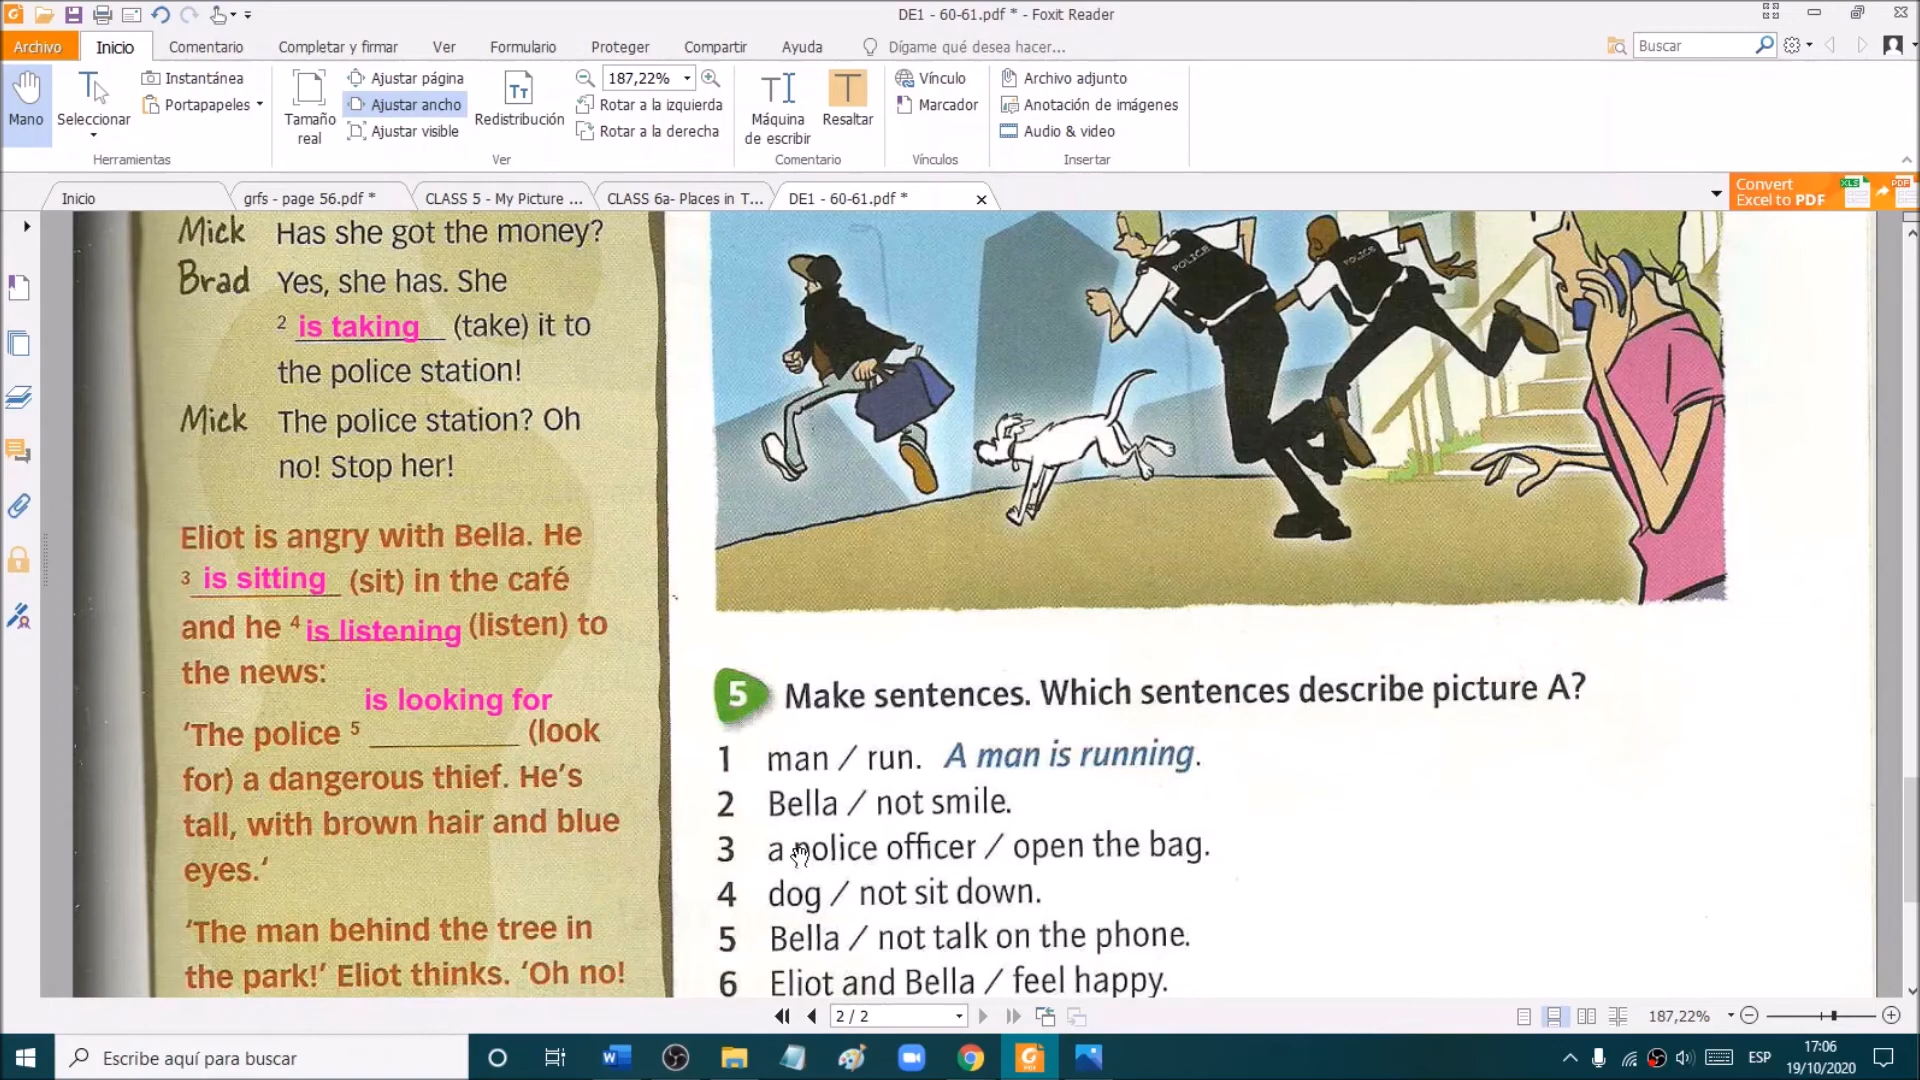 DE1 - 60-61.pdf * - Foxit Reader
Archivo Inicio Comentario Completar y firmar Ver Formulario Proteger Compartir Ayuda Dígame qué desea hacer... Buscar
Mano
Seleccionar
Instantánea
Portapapeles
Herramientas
Tamaño real
Ajustar página
Ajustar ancho
Ajustar visible
Redistribución
187,22%
Rotar a la izquierda
Rotar a la derecha
Ver
Máquina de escribir
Resaltar
Comentario
Vínculo
Marcador
Vínculos
Archivo adjunto
Anotación de imágenes
Audio & video
Insertar
Inicio grfs - page 56.pdf * CLASS 5 - My Picture ... CLASS 6a- Places in T... DE1 - 60-61.pdf *
Convert
Excel to PDF
XLS PDF
Mick Has she got the money?
Brad Yes, she has. She
2 is taking (take) it to
the police station!
Mick The police station? Oh
no! Stop her!
Eliot is angry with Bella. He
3 is sitting (sit) in the café
and he 4 is listening (listen) to
the news:
is looking for
‘The police 5 __________ (look
for) a dangerous thief. He’s
tall, with brown hair and blue
eyes.‘
‘The man behind the tree in
the park!’ Eliot thinks. ‘Oh no!
POLICE
POLICE
5 Make sentences. Which sentences describe picture A?
1 man / run. A man is running.
2 Bella / not smile.
3 a police officer / open the bag.
4 dog / not sit down.
5 Bella / not talk on the phone.
6 Eliot and Bella / feel happy.
2 / 2
187,22%
Escribe aquí para buscar
ESP
17:06
19/10/2020